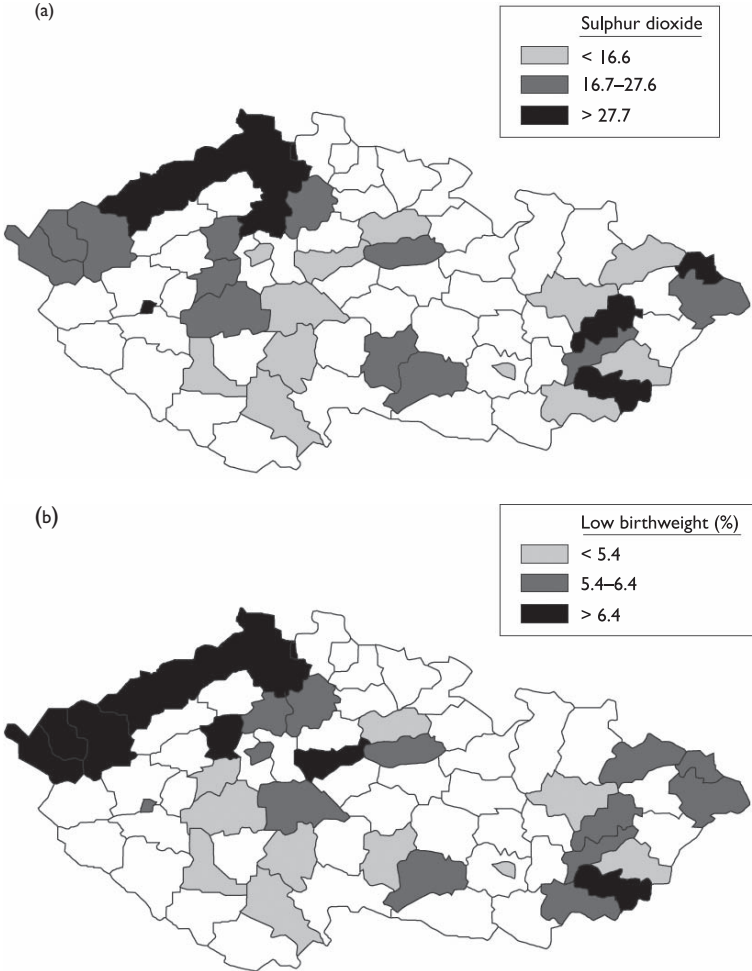 (a)
Sulphur dioxide
< 16.6
16.7–27.6
> 27.7
(b)
Low birthweight (%)
< 5.4
5.4–6.4
> 6.4